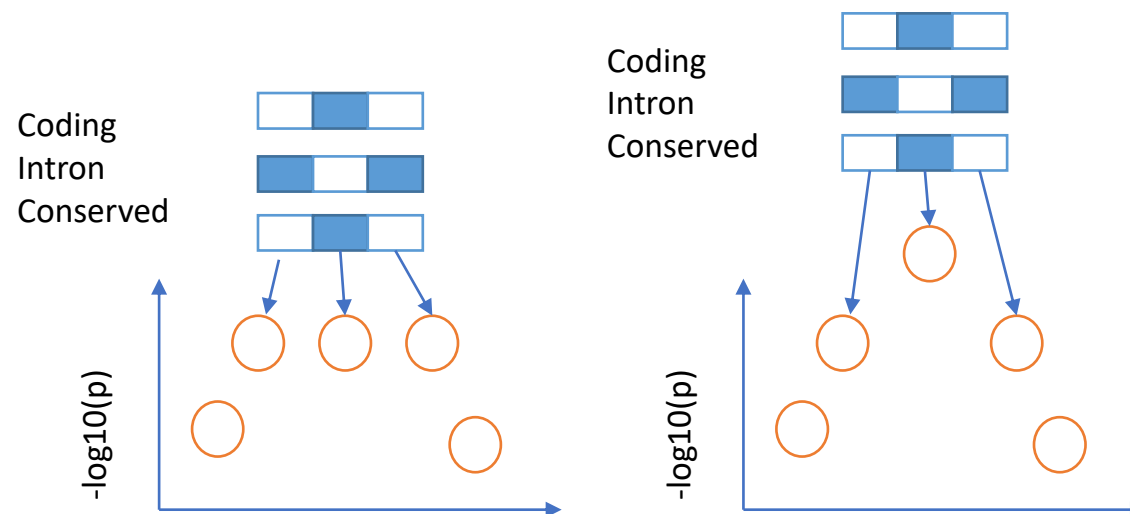 Coding
Intron
Conserved
-log10(p)
Coding
Intron
Conserved
-log10(p)